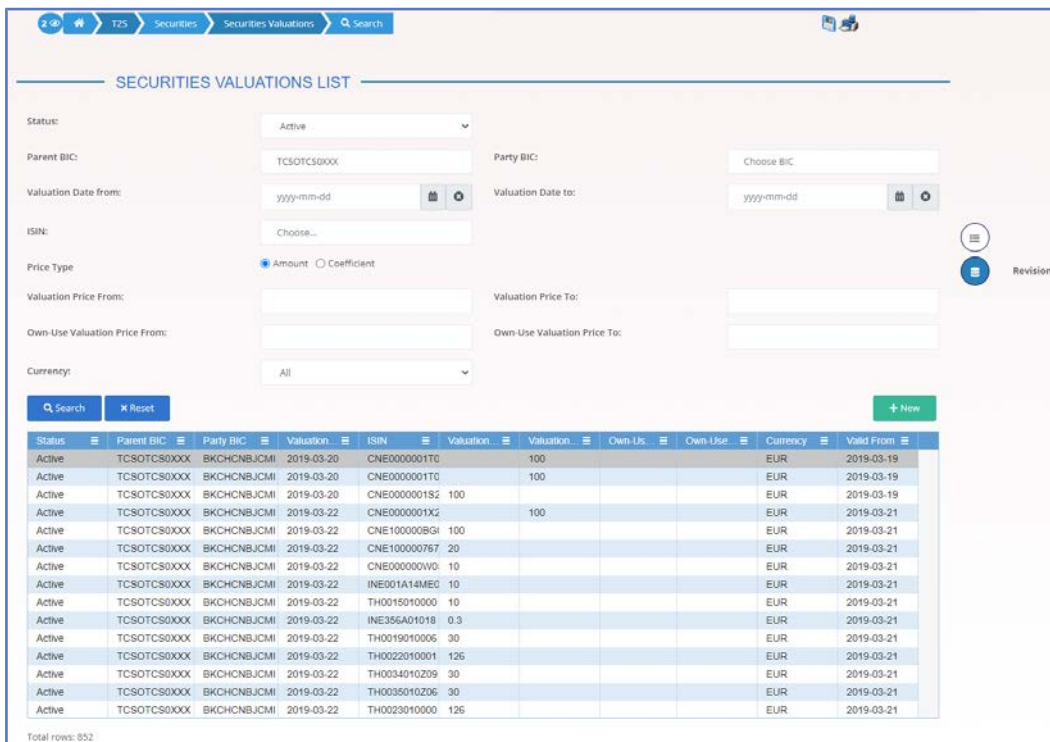 2 T2S Securities Securities Valuations Search
SECURITIES VALUATIONS LIST
Status: Active
Parent BIC: TCSOTCS0XXX Party BIC: Choose BIC
Valuation Date from: yyyy-mm-dd Valuation Date to: yyyy-mm-dd
ISIN: Choose...
Price Type Amount Coefficient
Revision
Valuation Price From: Valuation Price To:
Own-Use Valuation Price From: Own-Use Valuation Price To:
Currency: All
Search Reset New
Status Parent BIC Party BIC Valuation... ISIN Valuation... Valuation... Own-Us... Own-Use... Currency Valid From
Active TCSOTCS0XXX BKCHCNBJCMI 2019-03-20 CNE0000001T0 100 EUR 2019-03-19
Active TCSOTCS0XXX BKCHCNBJCMI 2019-03-20 CNE0000001T0 100 EUR 2019-03-19
Active TCSOTCS0XXX BKCHCNBJCMI 2019-03-20 CNE0000001S2 100 EUR 2019-03-19
Active TCSOTCS0XXX BKCHCNBJCMI 2019-03-22 CNE0000001X2 100 EUR 2019-03-21
Active TCSOTCS0XXX BKCHCNBJCMI 2019-03-22 100 EUR 2019-03-21
Active TCSOTCS0XXX BKCHCNBJCMI 2019-03-22 CNE100000767 20 EUR 2019-03-21
Active TCSOTCS0XXX BKCHCNBJCMI 2019-03-22 10 EUR 2019-03-21
Active TCSOTCS0XXX BKCHCNBJCMI 2019-03-22 10 EUR 2019-03-21
Active TCSOTCS0XXX BKCHCNBJCMI 2019-03-22 TH0015010000 10 EUR 2019-03-21
Active TCSOTCS0XXX BKCHCNBJCMI 2019-03-22 INE356A01018 0.3 EUR 2019-03-21
Active TCSOTCS0XXX BKCHCNBJCMI 2019-03-22 TH0019010006 30 EUR 2019-03-21
Active TCSOTCS0XXX BKCHCNBJCMI 2019-03-22 TH0022010001 126 EUR 2019-03-21
Active TCSOTCS0XXX BKCHCNBJCMI 2019-03-22 TH0034010Z09 30 EUR 2019-03-21
Active TCSOTCS0XXX BKCHCNBJCMI 2019-03-22 TH0035010Z06 30 EUR 2019-03-21
Active TCSOTCS0XXX BKCHCNBJCMI 2019-03-22 TH0023010000 126 EUR 2019-03-21
Total rows: 852